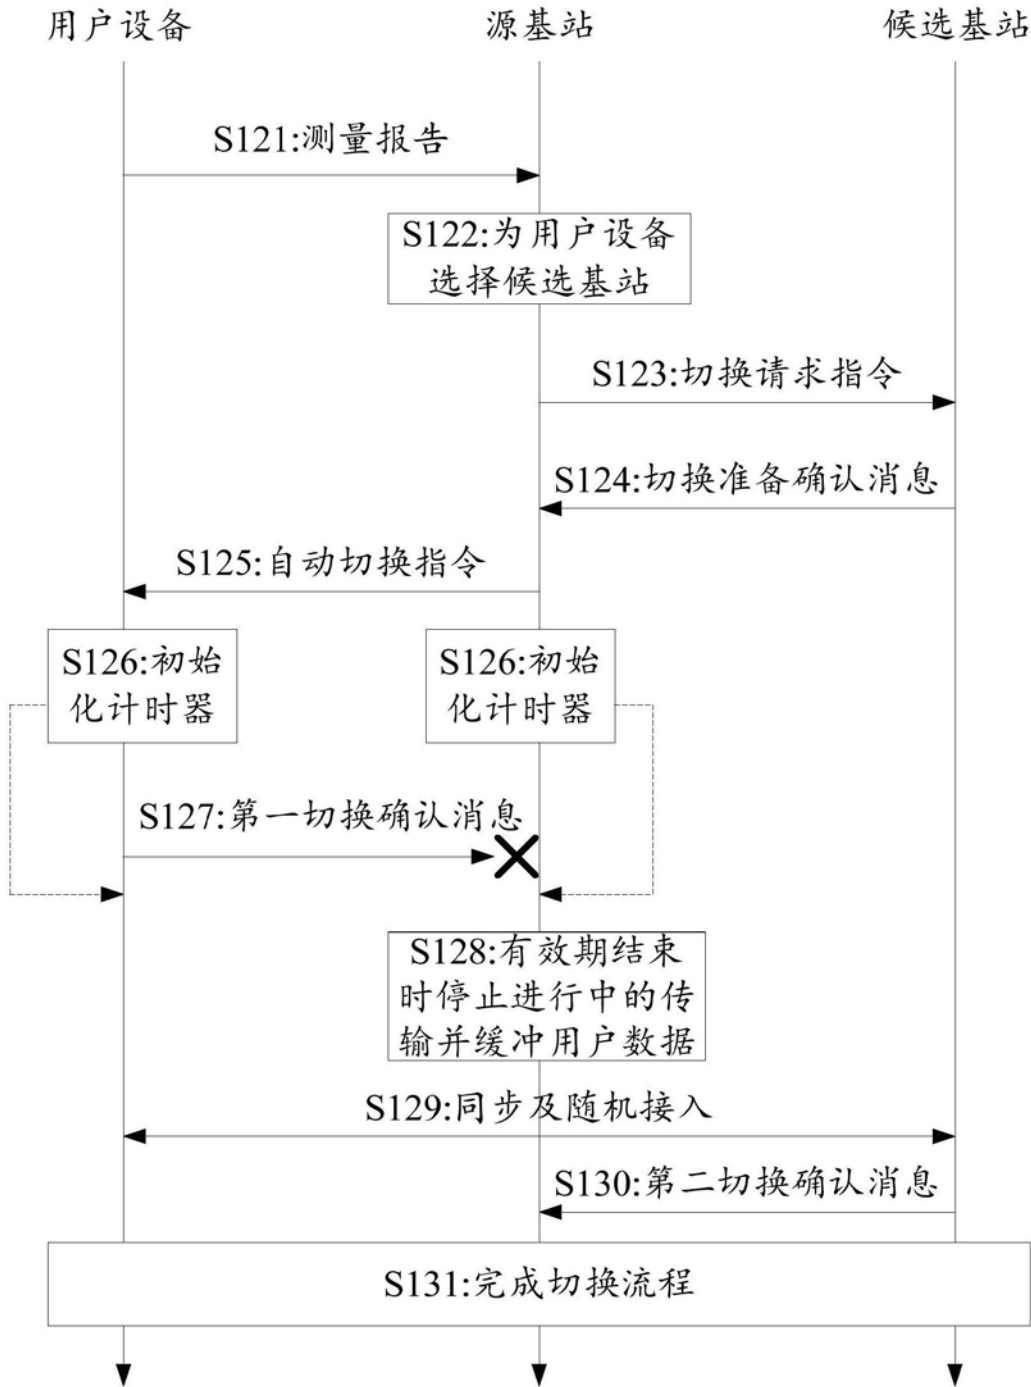 用户设备
源基站
候选基站
S121:测量报告
S122:为用户设备
选择候选基站
S123:切换请求指令
S124:切换准备确认消息
S125:自动切换指令
S126:初始
化计时器
S126:初始
化计时器
S127:第一切换确认消息
S128:有效期结束
时停止进行中的传
输并缓冲用户数据
S129:同步及随机接入
S130:第二切换确认消息
S131:完成切换流程